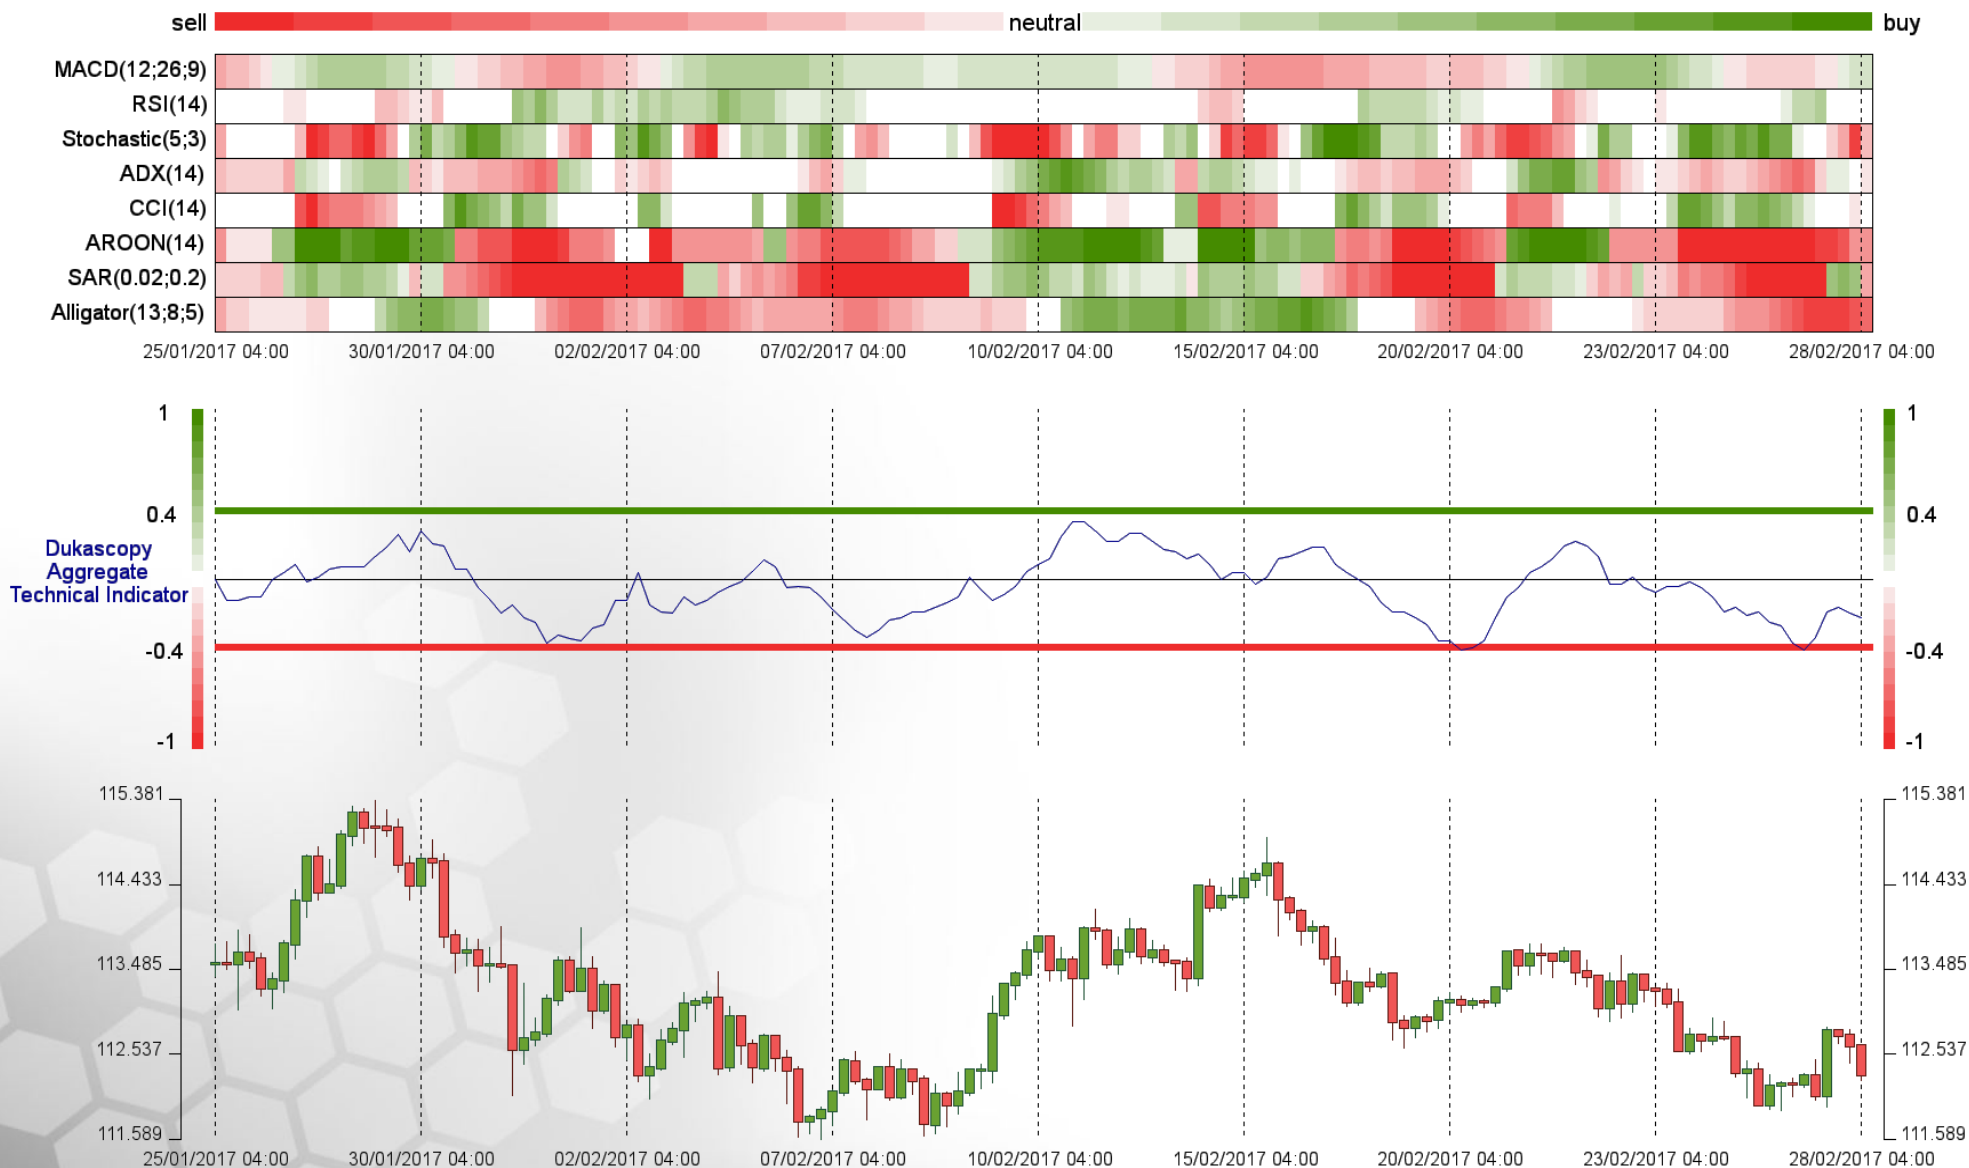 sell neutral buy
MACD(12;26;9)
RSI(14)
Stochastic(5;3)
ADX(14)
CCI(14)
AROON(14)
SAR(0.02;0.2)
Alligator(13;8;5)
25/01/2017 04:00 30/01/2017 04:00 02/02/2017 04:00 07/02/2017 04:00 10/02/2017 04:00 15/02/2017 04:00 20/02/2017 04:00 23/02/2017 04:00 28/02/2017 04:00
1 1
0.4 0.4
Dukascopy
Aggregate
Technical Indicator
-0.4 -0.4
-1 -1
115.381 115.381
114.433 114.433
113.485 113.485
112.537 112.537
111.589 111.589
25/01/2017 04:00 30/01/2017 04:00 02/02/2017 04:00 07/02/2017 04:00 10/02/2017 04:00 15/02/2017 04:00 20/02/2017 04:00 23/02/2017 04:00 28/02/2017 04:00